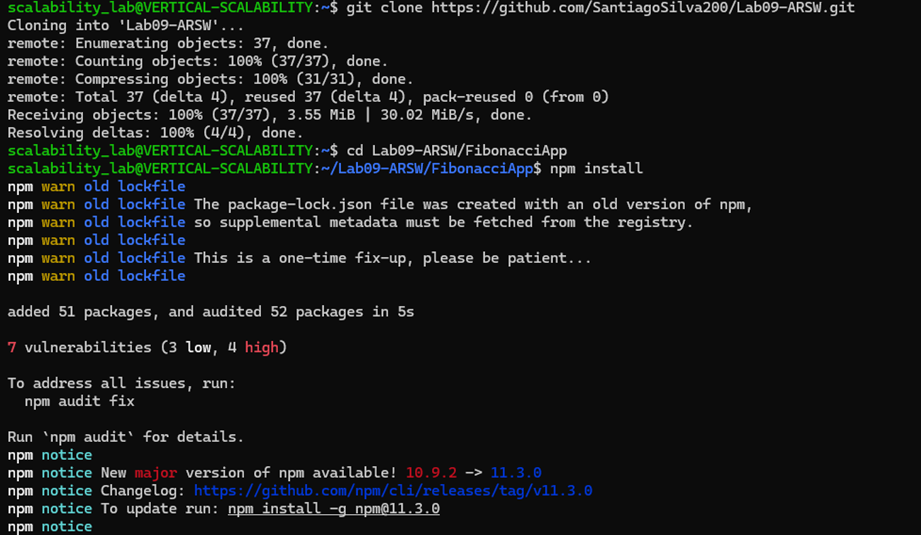 scalability_lab@VERTICAL-SCALABILITY:~$ git clone https://github.com/SantiagoSilva200/Lab09-ARSW.git
Cloning into 'Lab09-ARSW'...
remote: Enumerating objects: 37, done.
remote: Counting objects: 100% (37/37), done.
remote: Compressing objects: 100% (31/31), done.
remote: Total 37 (delta 4), reused 37 (delta 4), pack-reused 0 (from 0)
Receiving objects: 100% (37/37), 3.55 MiB | 30.02 MiB/s, done.
Resolving deltas: 100% (4/4), done.
scalability_lab@VERTICAL-SCALABILITY:~$ cd Lab09-ARSW/FibonacciApp
scalability_lab@VERTICAL-SCALABILITY:~/Lab09-ARSW/FibonacciApp$ npm install
npm warn old lockfile
npm warn old lockfile The package-lock.json file was created with an old version of npm,
npm warn old lockfile so supplemental metadata must be fetched from the registry.
npm warn old lockfile
npm warn old lockfile This is a one-time fix-up, please be patient...
npm warn old lockfile
added 51 packages, and audited 52 packages in 5s
7 vulnerabilities (3 low, 4 high)
To address all issues, run:
npm audit fix
Run `npm audit` for details.
npm notice
npm notice New major version of npm available! 10.9.2 -> 11.3.0
npm notice Changelog: https://github.com/npm/cli/releases/tag/v11.3.0
npm notice To update run: npm install -g npm@11.3.0
npm notice